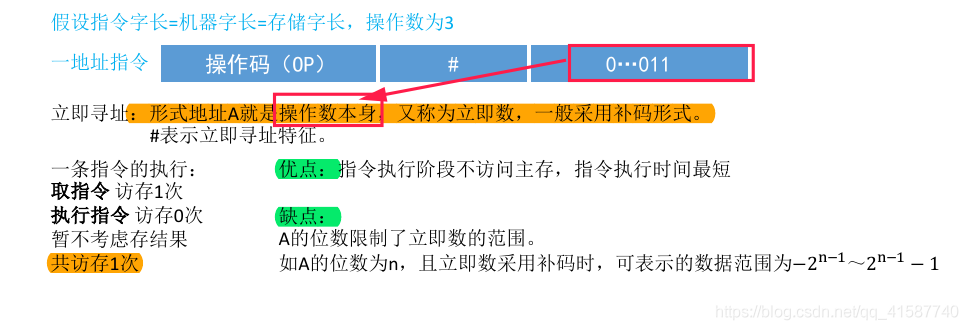 假设指令字长=机器字长=存储字长，操作数为3
一地址指令 操作码（OP） # 0⋯011
立即寻址：形式地址A就是操作数本身，又称为立即数，一般采用补码形式。
#表示立即寻址特征。
一条指令的执行： 优点：指令执行阶段不访问主存，指令执行时间最短
取指令 访存1次
执行指令 访存0次 缺点：
暂不考虑存结果 A的位数限制了立即数的范围。
共访存1次 如A的位数为n，且立即数采用补码时，可表示的数据范围为−2ⁿ⁻¹～2ⁿ⁻¹ − 1
https://blog.csdn.net/qq_41587740